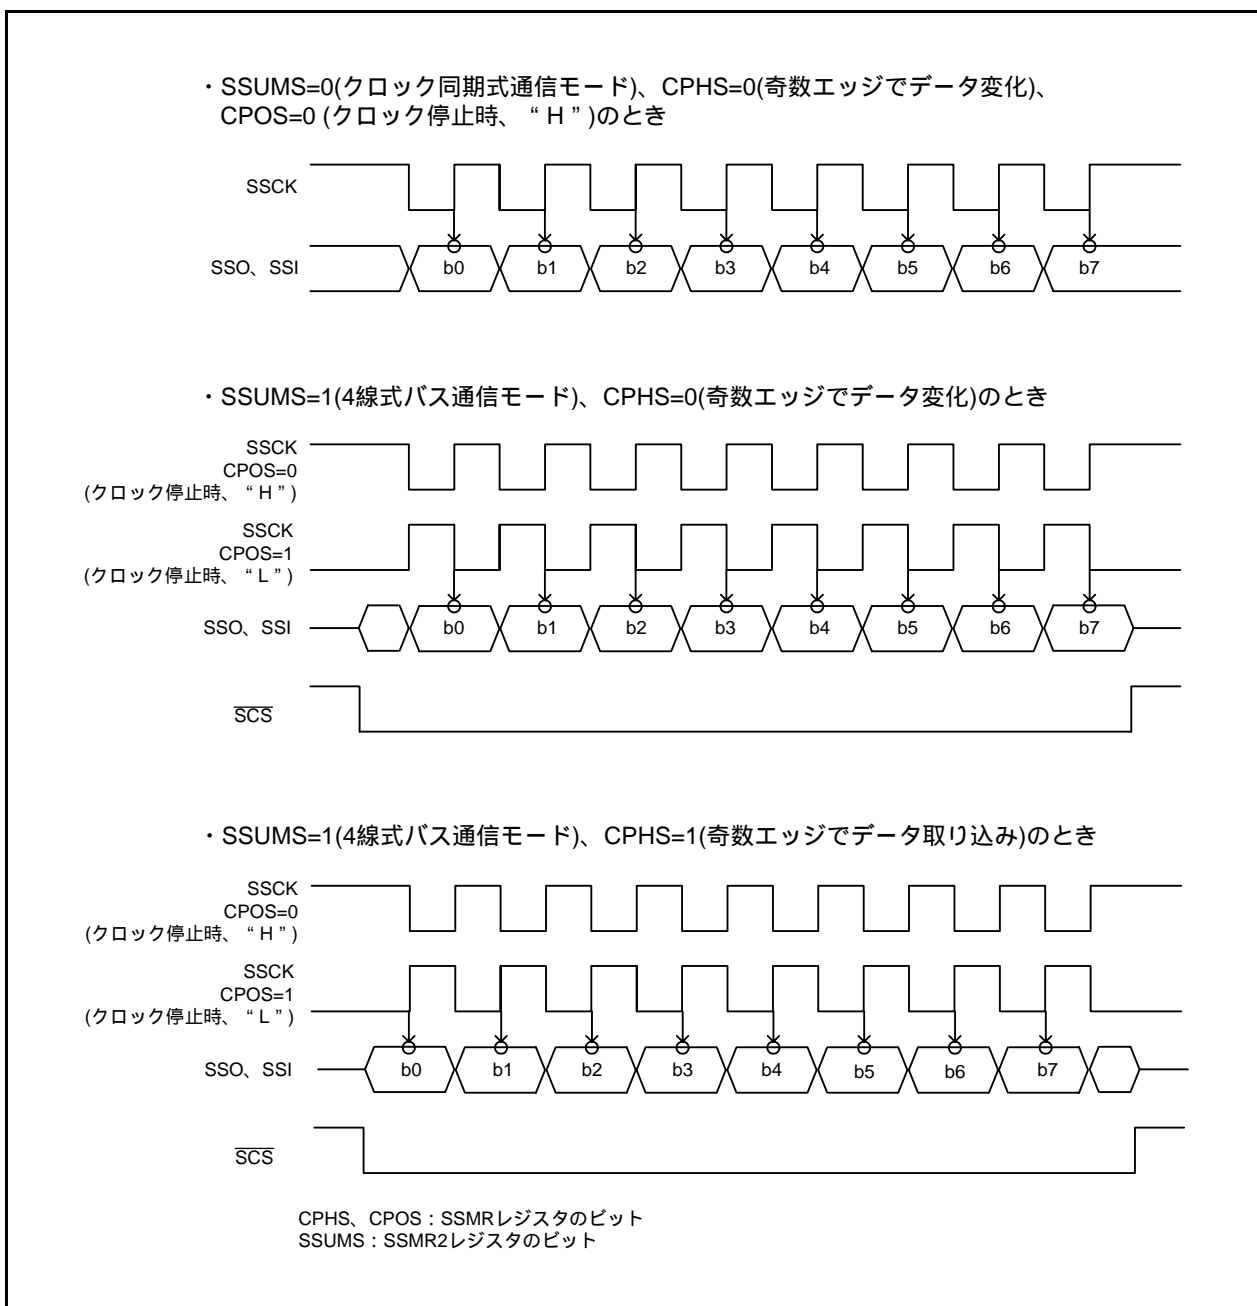 ・SSUMS=0(クロック同期式通信モード)、CPHS=0(奇数エッジでデータ変化)、
CPOS=0 (クロック停止時、“H”)のとき
SSCK
SSO、SSI
b0 b1 b2 b3 b4 b5 b6 b7
・SSUMS=1(4線式バス通信モード)、CPHS=0(奇数エッジでデータ変化)のとき
SSCK
CPOS=0
(クロック停止時、“H”)
SSCK
CPOS=1
(クロック停止時、“L”)
SSO、SSI
b0 b1 b2 b3 b4 b5 b6 b7
SCS
・SSUMS=1(4線式バス通信モード)、CPHS=1(奇数エッジでデータ取り込み)のとき
SSCK
CPOS=0
(クロック停止時、“H”)
SSCK
CPOS=1
(クロック停止時、“L”)
SSO、SSI
b0 b1 b2 b3 b4 b5 b6 b7
SCS
CPHS、CPOS：SSMRレジスタのビット
SSUMS：SSMR2レジスタのビット